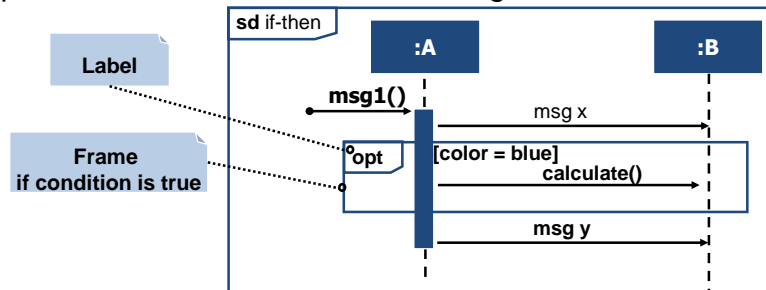 sd if-then
:A
:B
Label
msg1()
msg x
Frame
if condition is true
opt
[color = blue]
calculate()
msg y